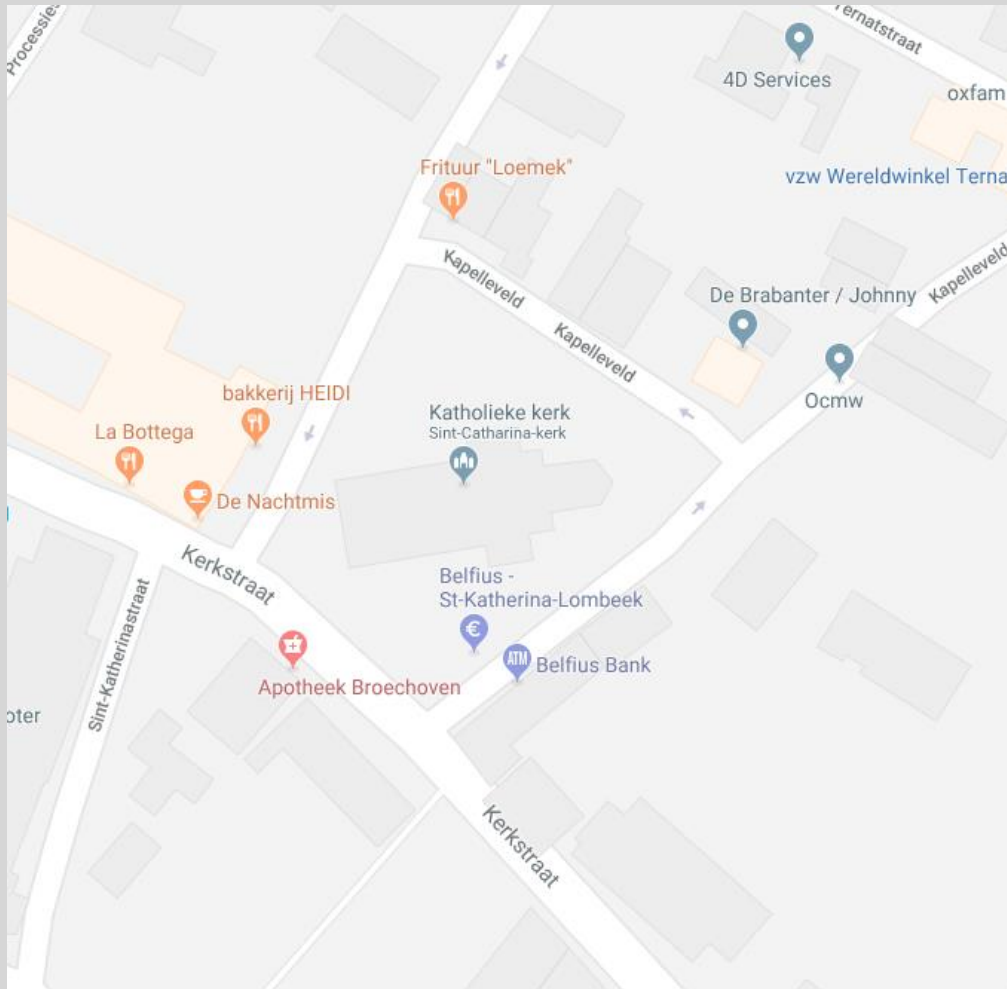 Processies
Ternatstraat
4D Services
oxfam
Frituur "Loemek"
vzw Wereldwinkel Terna
Kapelleveld
Kapelleveld
Kapelleveld
De Brabanter / Johnny
Ocmw
bakkerij HEIDI
Katholieke kerk
Sint-Catharina-kerk
La Bottega
De Nachtmis
Kerkstraat
Belfius -
St-Katherina-Lombeek
€
ATM
Belfius Bank
Apotheek Broechoven
Sint-Katherinastraat
oter
Kerkstraat